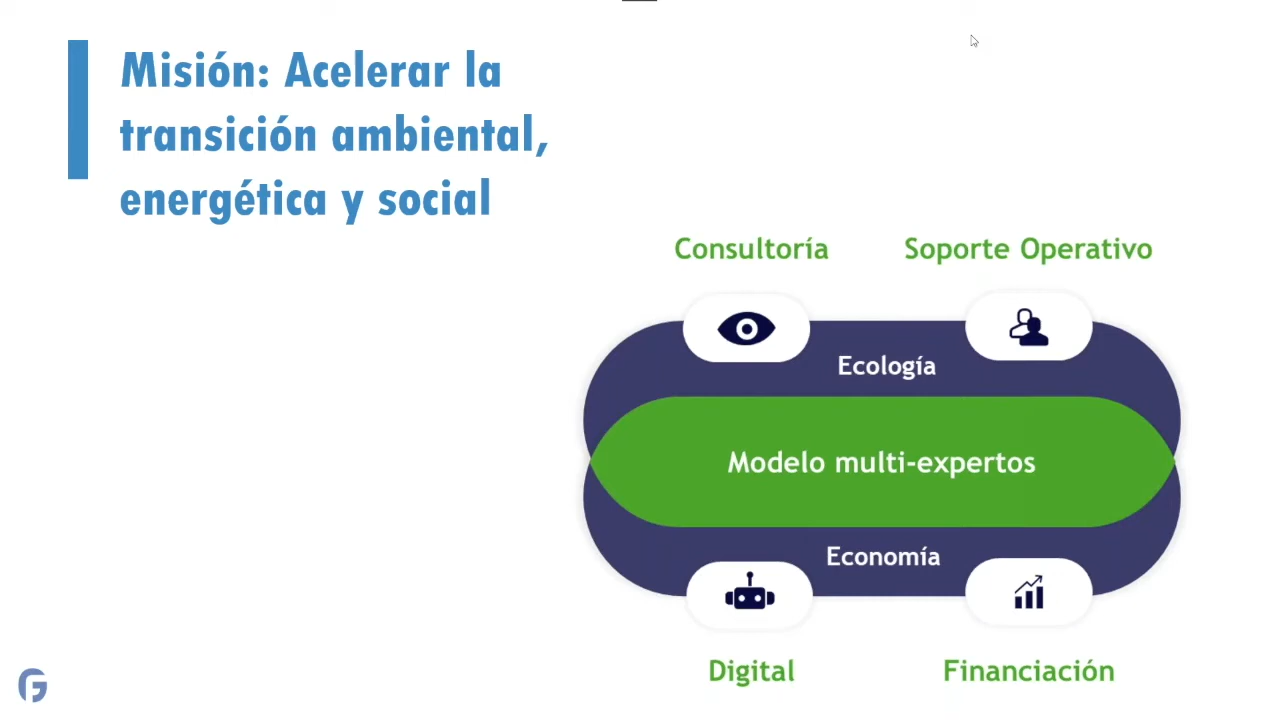 Misión: Acelerar la
transición ambiental,
energética y social
Consultoría
Soporte Operativo
Ecología
Modelo multi-expertos
Economía
Digital
Financiación